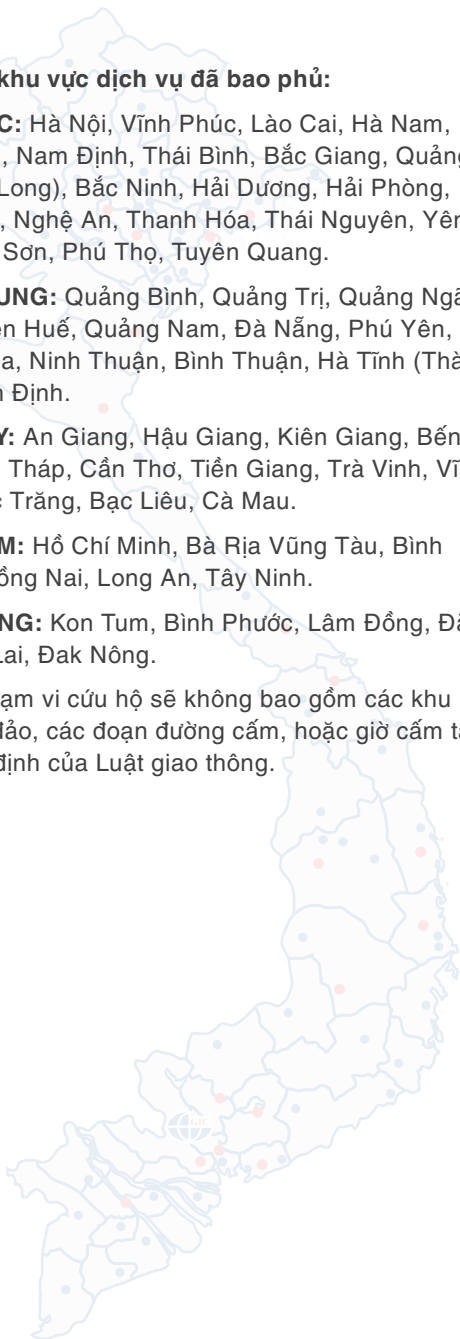 khu vực dịch vụ đã bao phủ:
C: Hà Nội, Vĩnh Phúc, Lào Cai, Hà Nam,
, Nam Định, Thái Bình, Bắc Giang, Quảng
Long), Bắc Ninh, Hải Dương, Hải Phòng,
, Nghệ An, Thanh Hóa, Thái Nguyên, Yên
Sơn, Phú Thọ, Tuyên Quang.
UNG: Quảng Bình, Quảng Trị, Quảng Ngã
ên Huế, Quảng Nam, Đà Nẵng, Phú Yên,
a, Ninh Thuận, Bình Thuận, Hà Tĩnh (Thà
h Định.
Y: An Giang, Hậu Giang, Kiên Giang, Bến
Tháp, Cần Thơ, Tiền Giang, Trà Vinh, Vĩ
c Trăng, Bạc Liêu, Cà Mau.
M: Hồ Chí Minh, Bà Rịa Vũng Tàu, Bình
ồng Nai, Long An, Tây Ninh.
NG: Kon Tum, Bình Phước, Lâm Đồng, Đă
Lai, Đak Nông.
ạm vi cứu hộ sẽ không bao gồm các khu
đảo, các đoạn đường cấm, hoặc giờ cấm tạ
định của Luật giao thông.
GIC